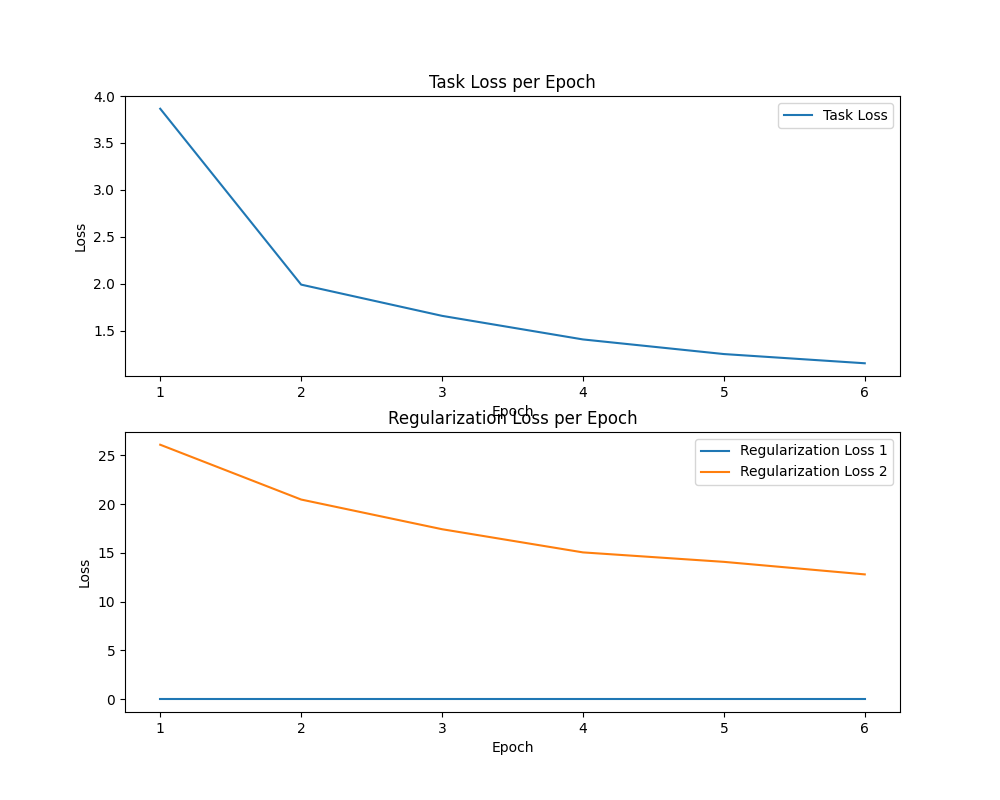 Task Loss per Epoch
4.0
3.5
3.0
2.5
2.0
1.5
Loss
Task Loss
1 2 3 4 5 6
Epoch
Regularization Loss per Epoch
25
20
15
10
5
0
Loss
Regularization Loss 1
Regularization Loss 2
1 2 3 4 5 6
Epoch